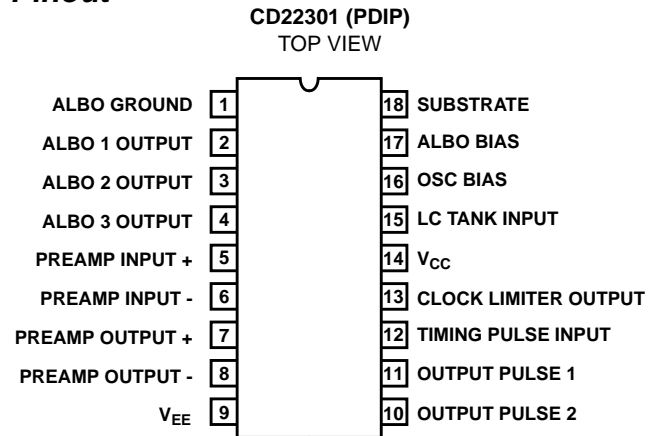 Pinout
CD22301 (PDIP)
TOP VIEW
ALBO GROUND 1 18 SUBSTRATE
ALBO 1 OUTPUT 2 17 ALBO BIAS
ALBO 2 OUTPUT 3 16 OSC BIAS
ALBO 3 OUTPUT 4 15 LC TANK INPUT
PREAMP INPUT + 5 14 VCC
PREAMP INPUT - 6 13 CLOCK LIMITER OUTPUT
PREAMP OUTPUT + 7 12 TIMING PULSE INPUT
PREAMP OUTPUT - 8 11 OUTPUT PULSE 1
VEE 9 10 OUTPUT PULSE 2